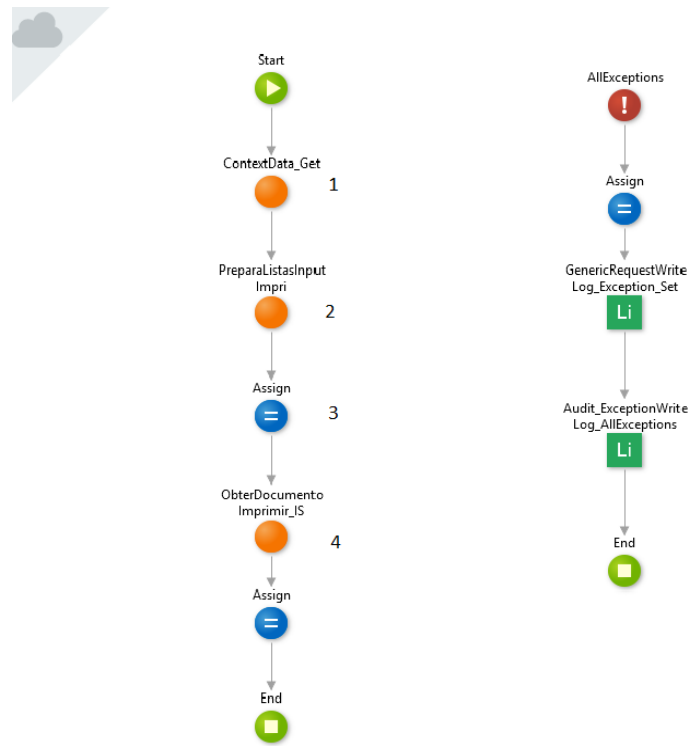 Start
ContextData_Get
1
PreparaListasInput
Impri
2
Assign
3
ObterDocumento
Imprimir_IS
4
Assign
End
AllExceptions
!
Assign
GenericRequestWrite
Log_Exception_Set
Li
Audit_ExceptionWrite
Log_AllExceptions
Li
End